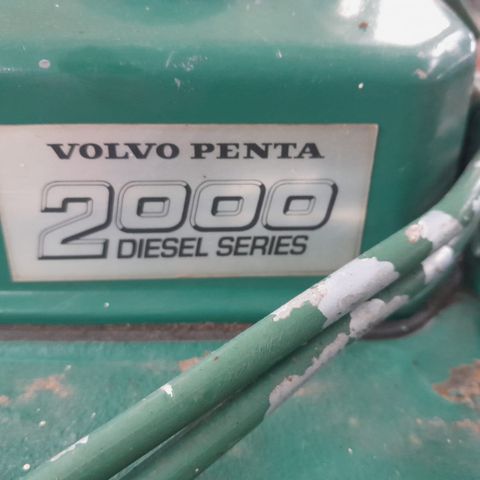 VOLVO PENTA
2000
DIESEL SERIES